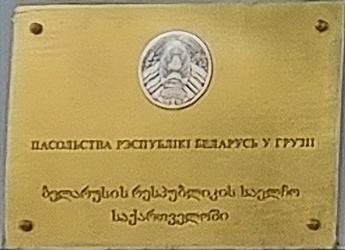 ПАСОЛЬСТВА РЭСПУБЛІКІ БЕЛАРУСЬ У ГРУЗІІ
ბელარუსის რესპუბლიკის საელჩო
საქართველოში